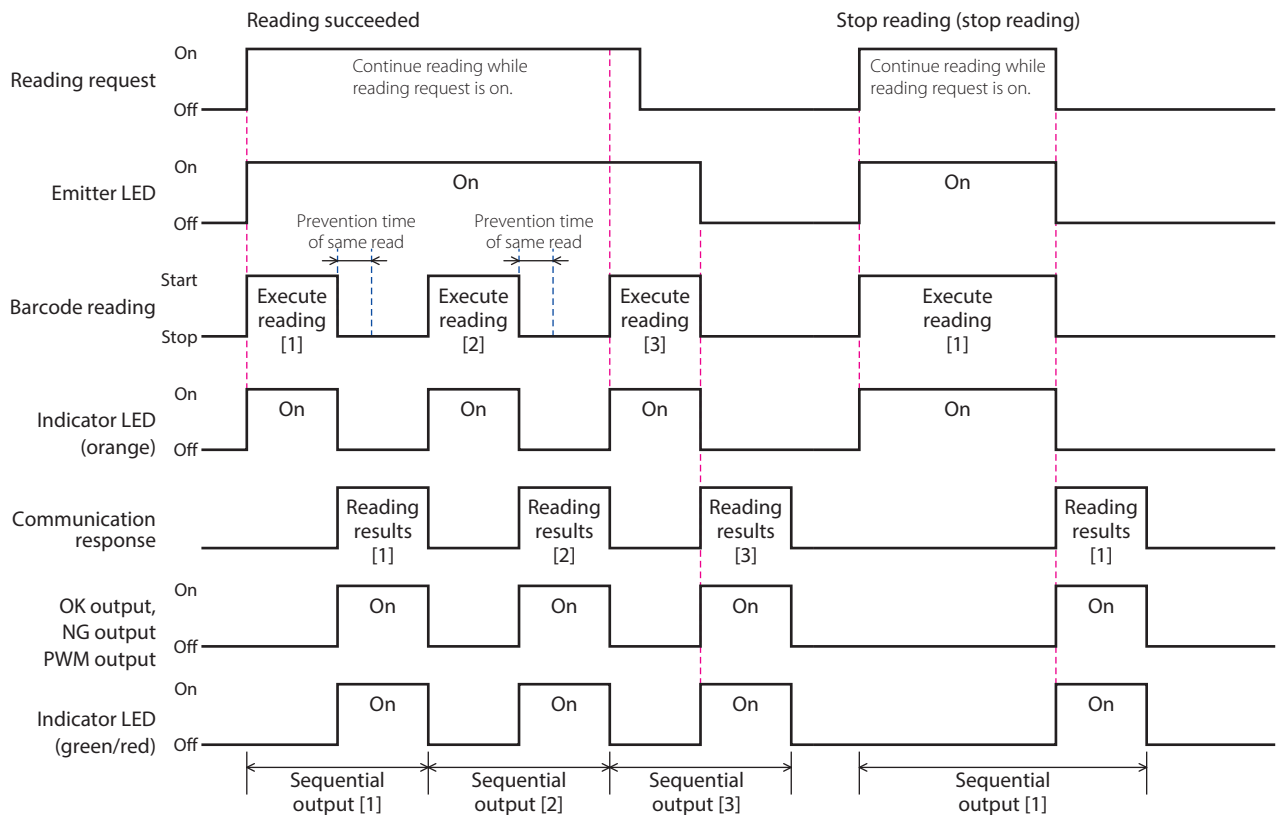 Reading succeeded
Stop reading (stop reading)
Reading request
On
Off
Continue reading while
reading request is on.
Continue reading while
reading request is on.
Emitter LED
On
Off
On
On
Prevention time
of same read
Prevention time
of same read
Barcode reading
Start
Stop
Execute
reading
[1]
Execute
reading
[2]
Execute
reading
[3]
Execute
reading
[1]
Indicator LED
(orange)
On
Off
On
On
On
On
Communication
response
Reading
results
[1]
Reading
results
[2]
Reading
results
[3]
Reading
results
[1]
OK output,
NG output
PWM output
On
Off
On
On
On
On
Indicator LED
(green/red)
On
Off
On
On
On
On
Sequential
output [1]
Sequential
output [2]
Sequential
output [3]
Sequential
output [1]